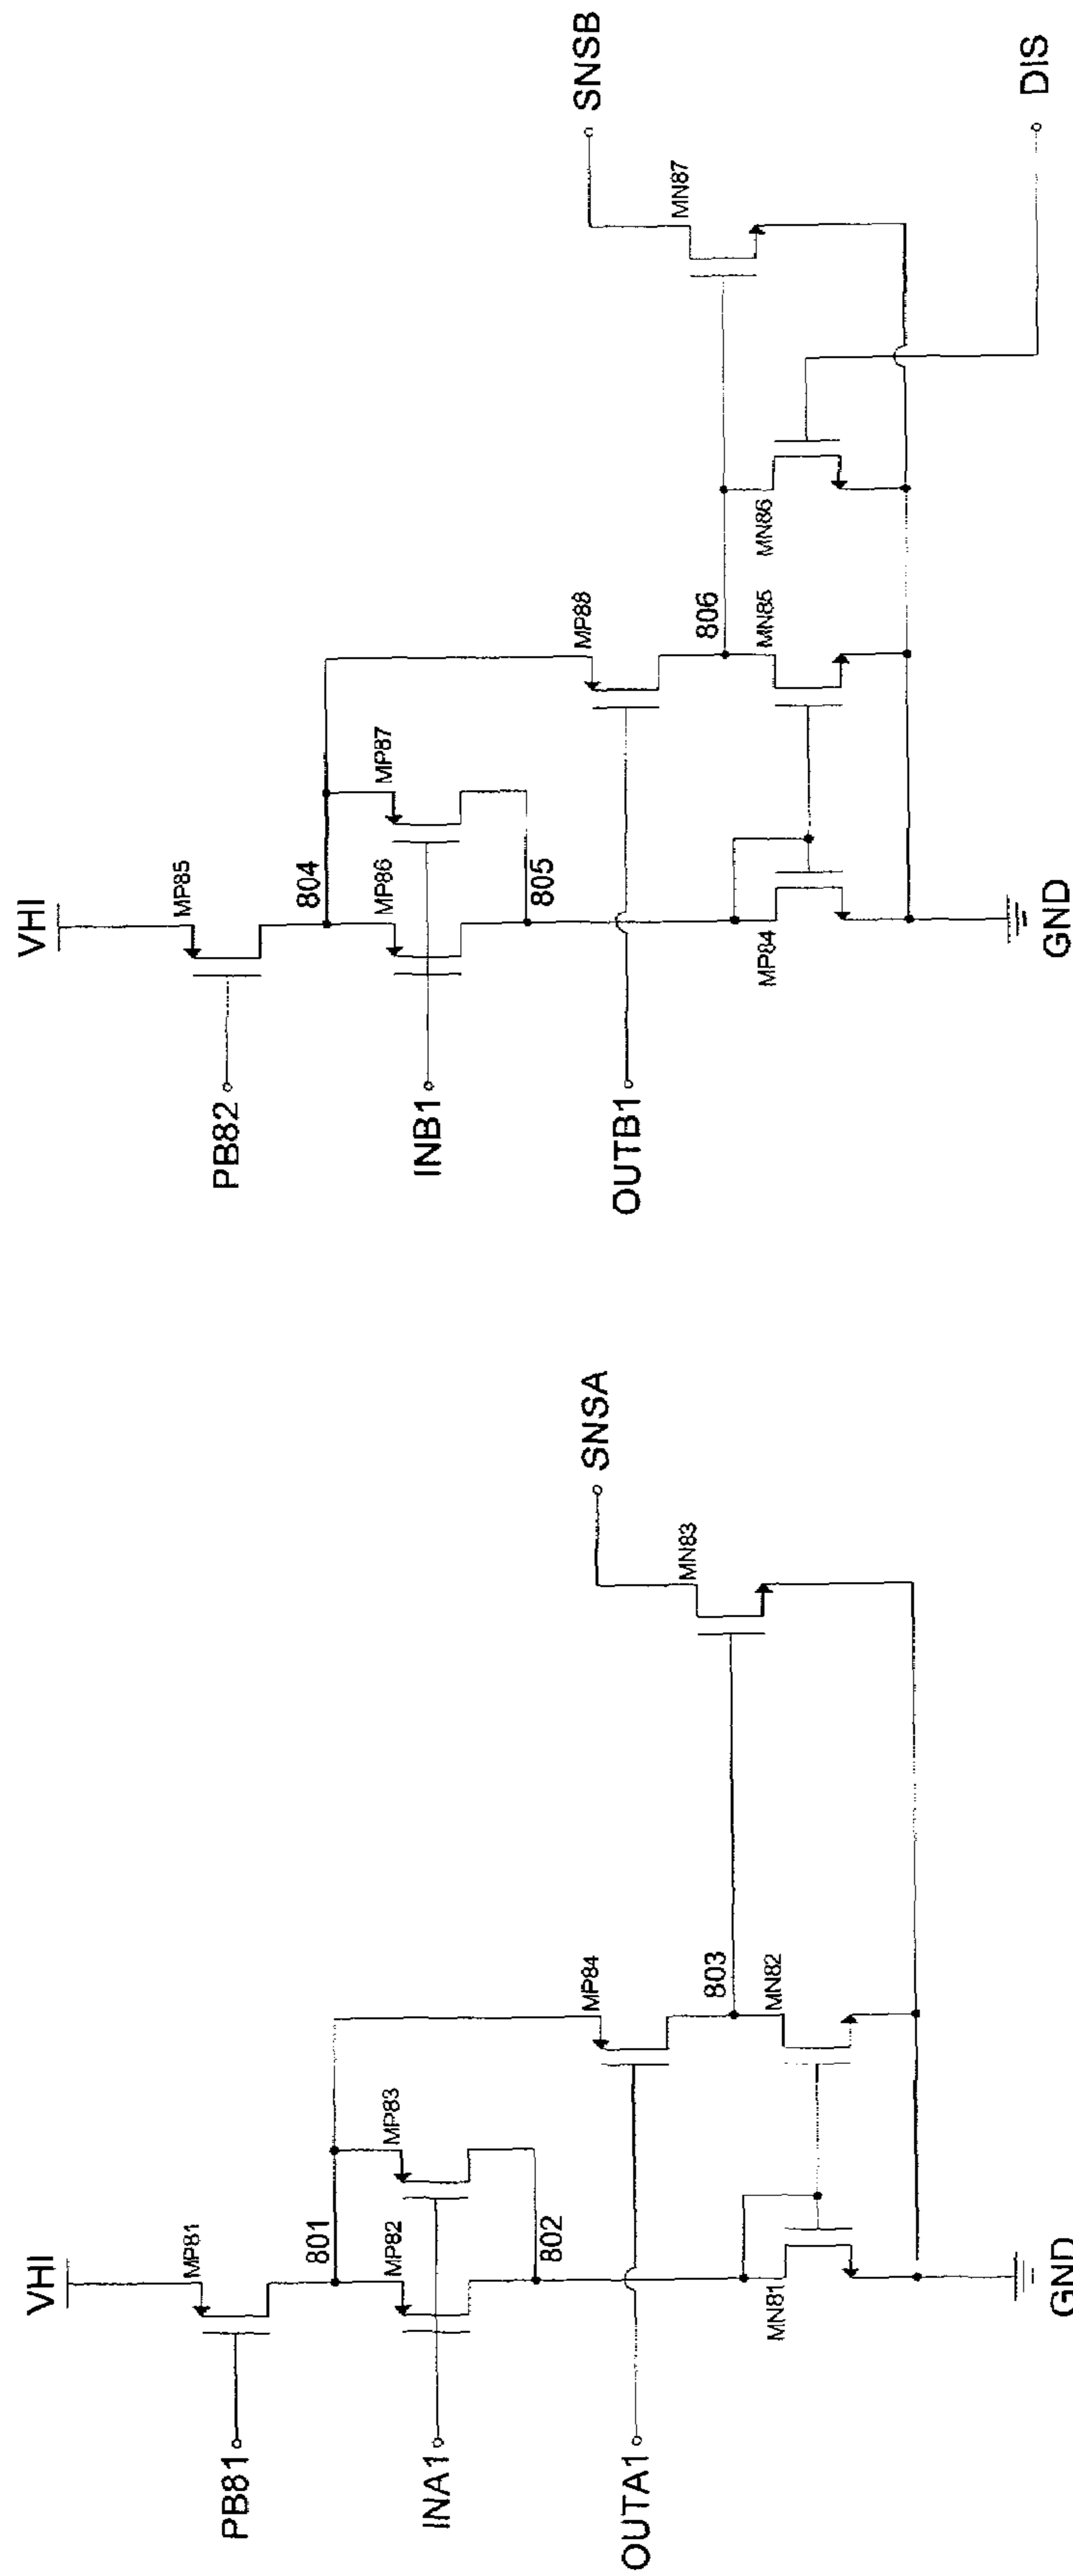 VHI
MP81
PB81
801
MP82
MP83
INA1
802
MP84
OUTA1
803
MN81
MN82
MN83
SNSA
GND
VHI
MP85
PB82
804
MP86
MP87
INB1
805
MP88
OUTB1
806
MP84
MN85
MN86
MN87
SNSB
DIS
GND